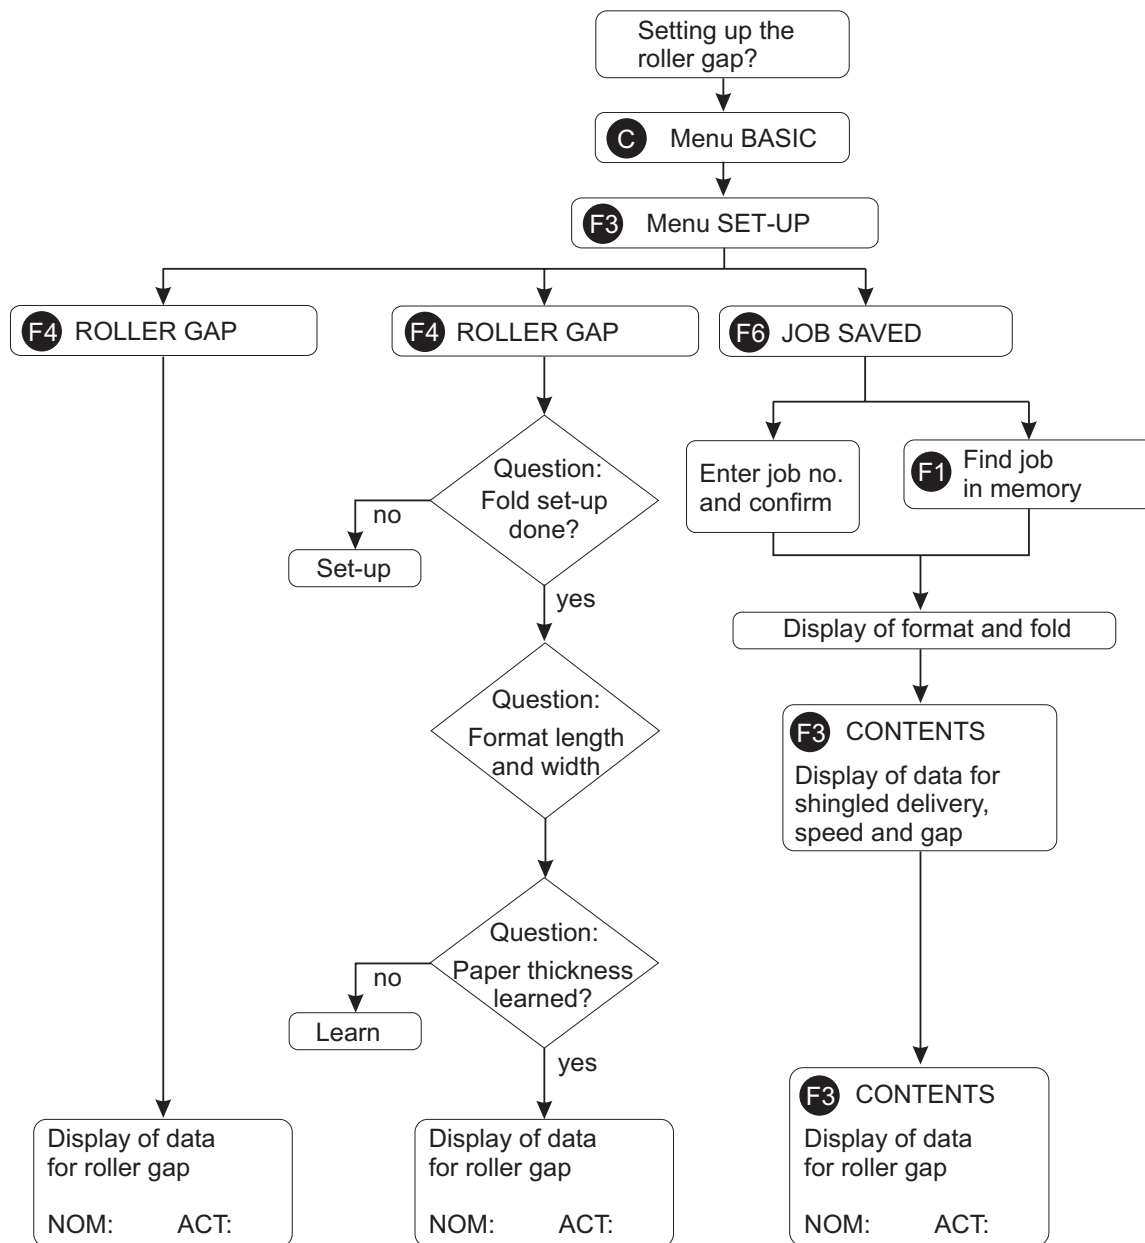 Setting up the
roller gap?
C Menu BASIC
F3 Menu SET-UP
F4 ROLLER GAP
F4 ROLLER GAP
F6 JOB SAVED
Question:
Fold set-up
done?
no
Set-up
yes
Enter job no.
and confirm
F1 Find job
in memory
Display of format and fold
Question:
Format length
and width
F3 CONTENTS
Display of data for
shingled delivery,
speed and gap
Question:
Paper thickness
learned?
no
Learn
yes
Display of data
for roller gap
NOM: ACT:
Display of data
for roller gap
NOM: ACT:
F3 CONTENTS
Display of data
for roller gap
NOM: ACT: